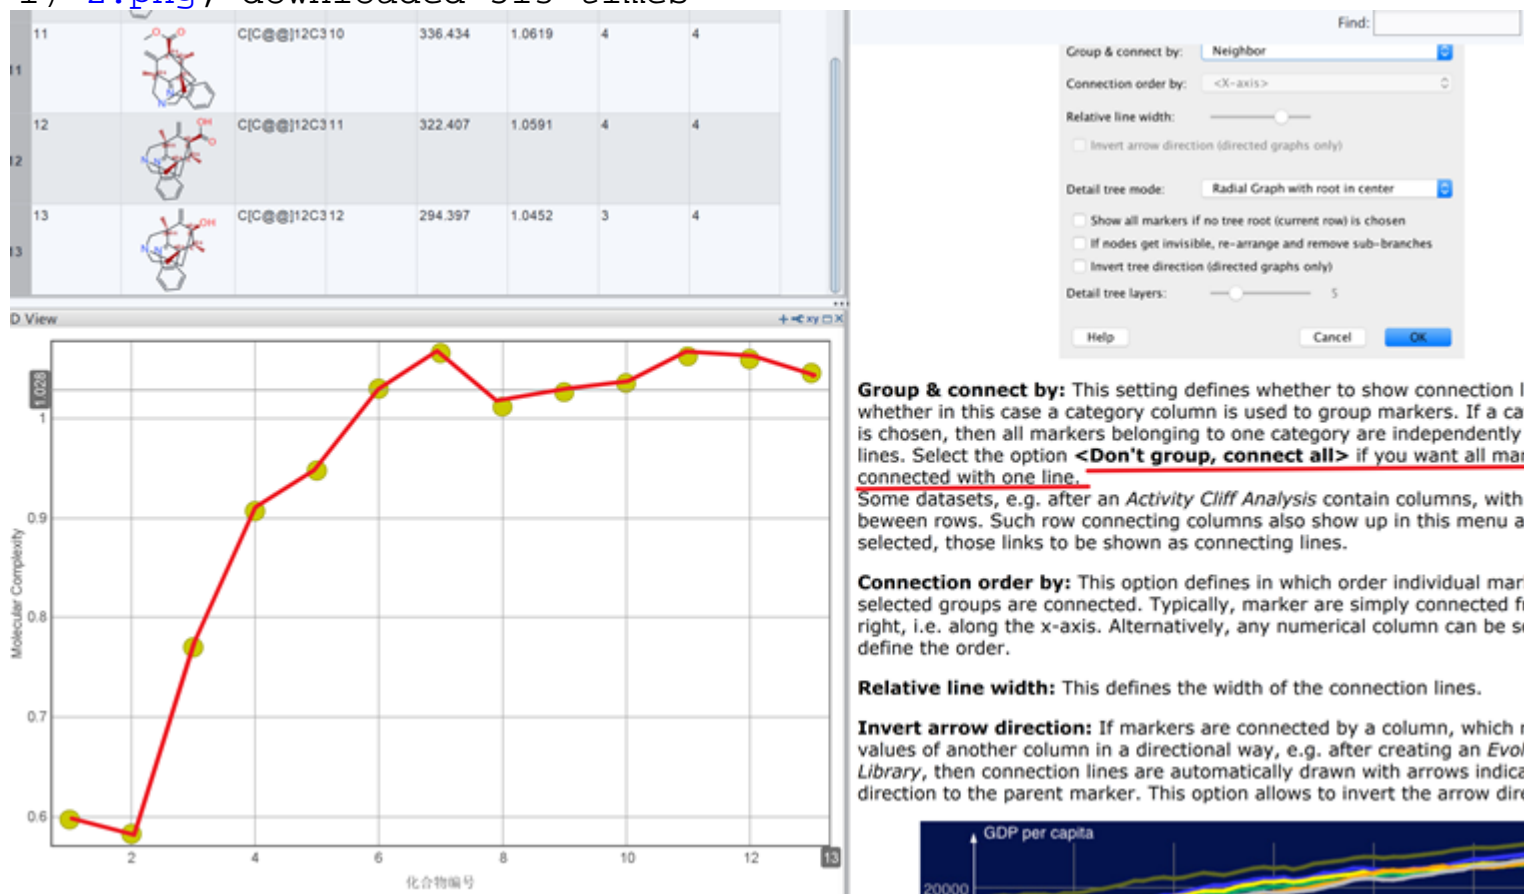 11 C[C@@]12C3 10 336.434 1.0619 4 4
11
12 C[C@@]12C3 11 322.407 1.0591 4 4
12
13 C[C@@]12C3 12 294.397 1.0452 3 4
13
D View
xy
1.028
1
0.9
0.8
0.7
0.6
Molecular Complexity
2 4 6 8 10 12 13
化合物编号
Find:
Group & connect by: Neighbor
Connection order by: <X-axis>
Relative line width:
Invert arrow direction (directed graphs only)
Detail tree mode: Radial Graph with root in center
Show all markers if no tree root (current row) is chosen
If nodes get invisible, re-arrange and remove sub-branches
Invert tree direction (directed graphs only)
Detail tree layers: 5
Help Cancel OK
Group & connect by: This setting defines whether to show connection l
whether in this case a category column is used to group markers. If a ca
is chosen, then all markers belonging to one category are independently
lines. Select the option <Don't group, connect all> if you want all mar
connected with one line.
Some datasets, e.g. after an Activity Cliff Analysis contain columns, with
beween rows. Such row connecting columns also show up in this menu a
selected, those links to be shown as connecting lines.
Connection order by: This option defines in which order individual mar
selected groups are connected. Typically, marker are simply connected f
right, i.e. along the x-axis. Alternatively, any numerical column can be s
define the order.
Relative line width: This defines the width of the connection lines.
Invert arrow direction: If markers are connected by a column, which
values of another column in a directional way, e.g. after creating an Evol
Library, then connection lines are automatically drawn with arrows indica
direction to the parent marker. This option allows to invert the arrow dir
GDP per capita
20000